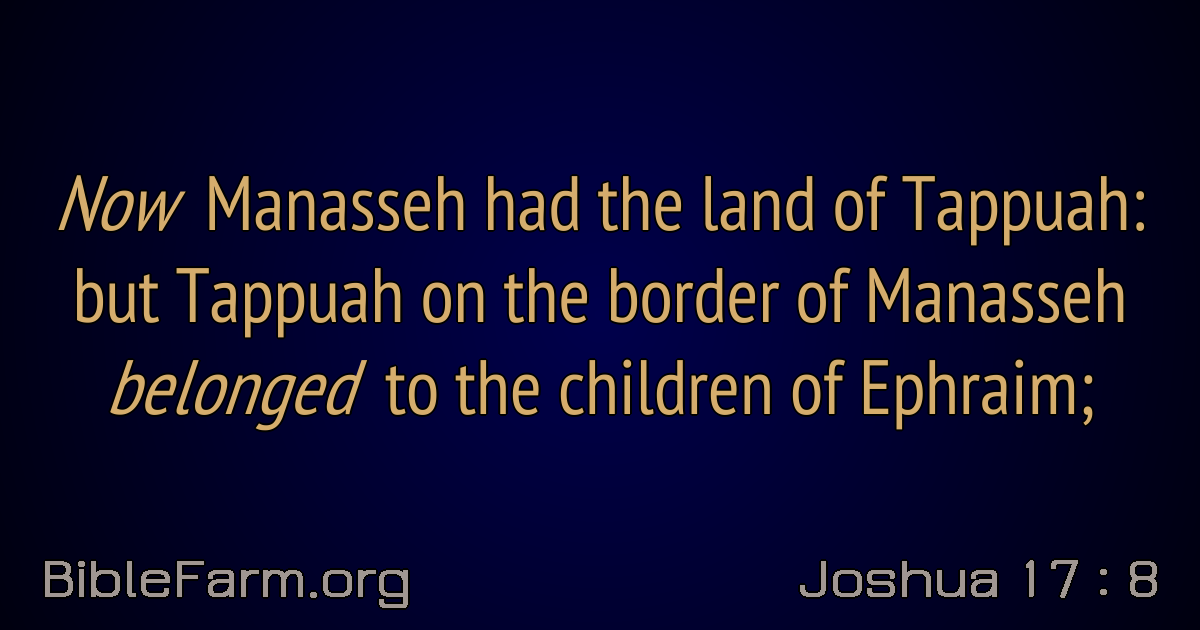 Now Manasseh had the land of Tappuah:
but Tappuah on the border of Manasseh
belonged to the children of Ephraim;
BibleFarm.org
Joshua 17 : 8